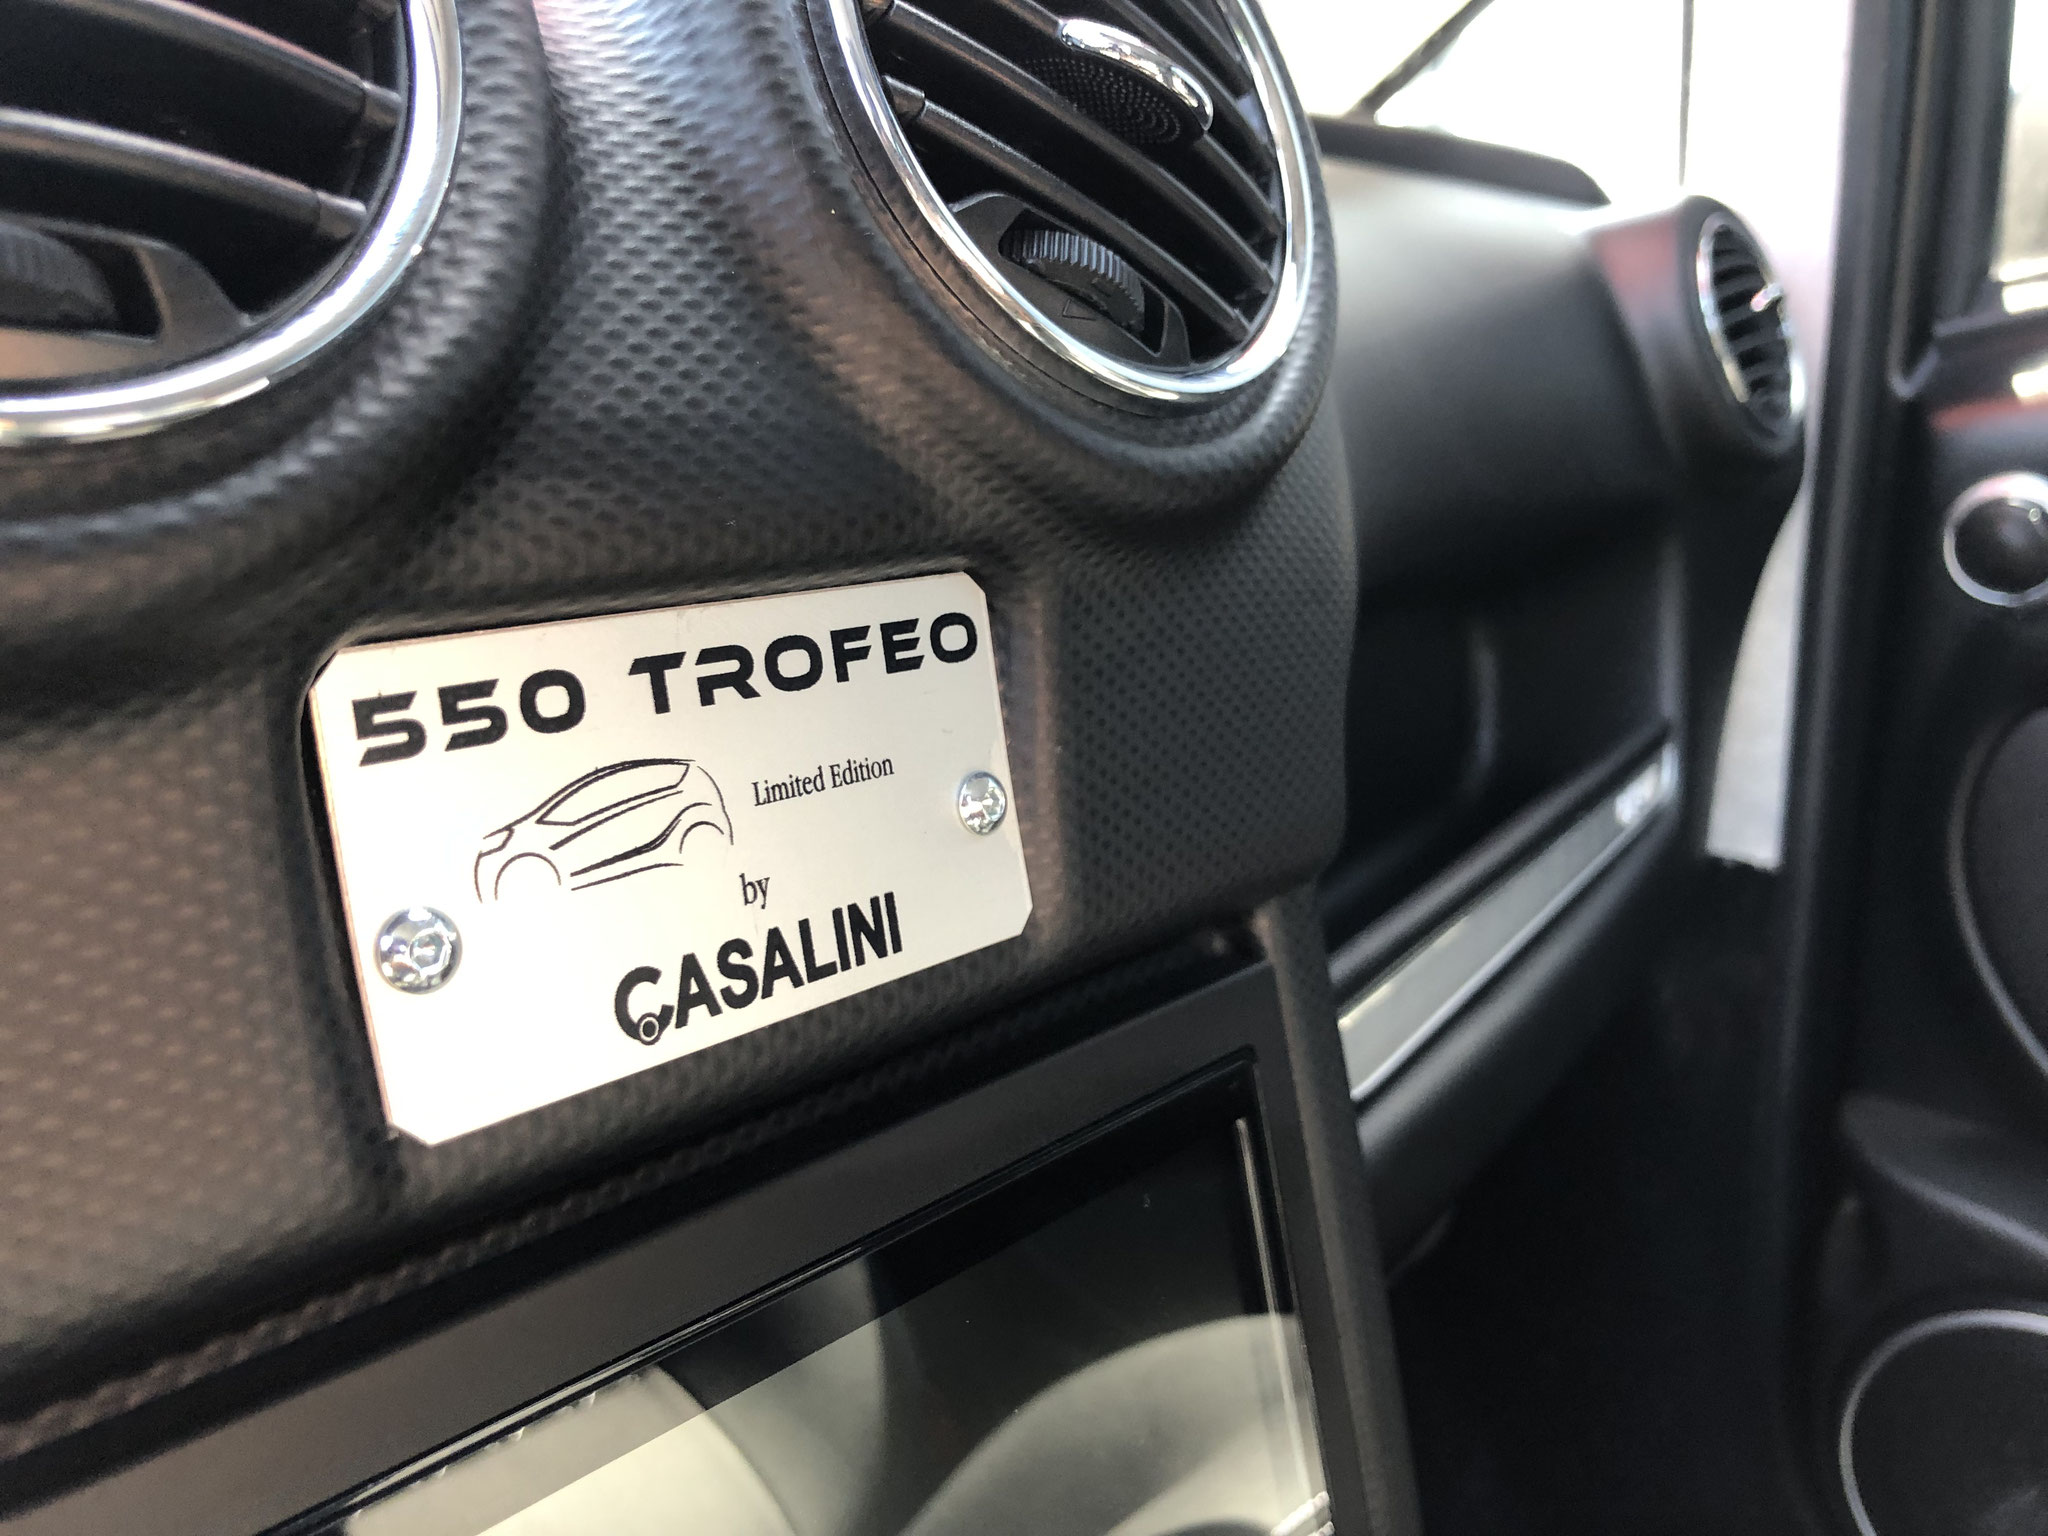 550 TROFEO
Limited Edition
by
CASALINI